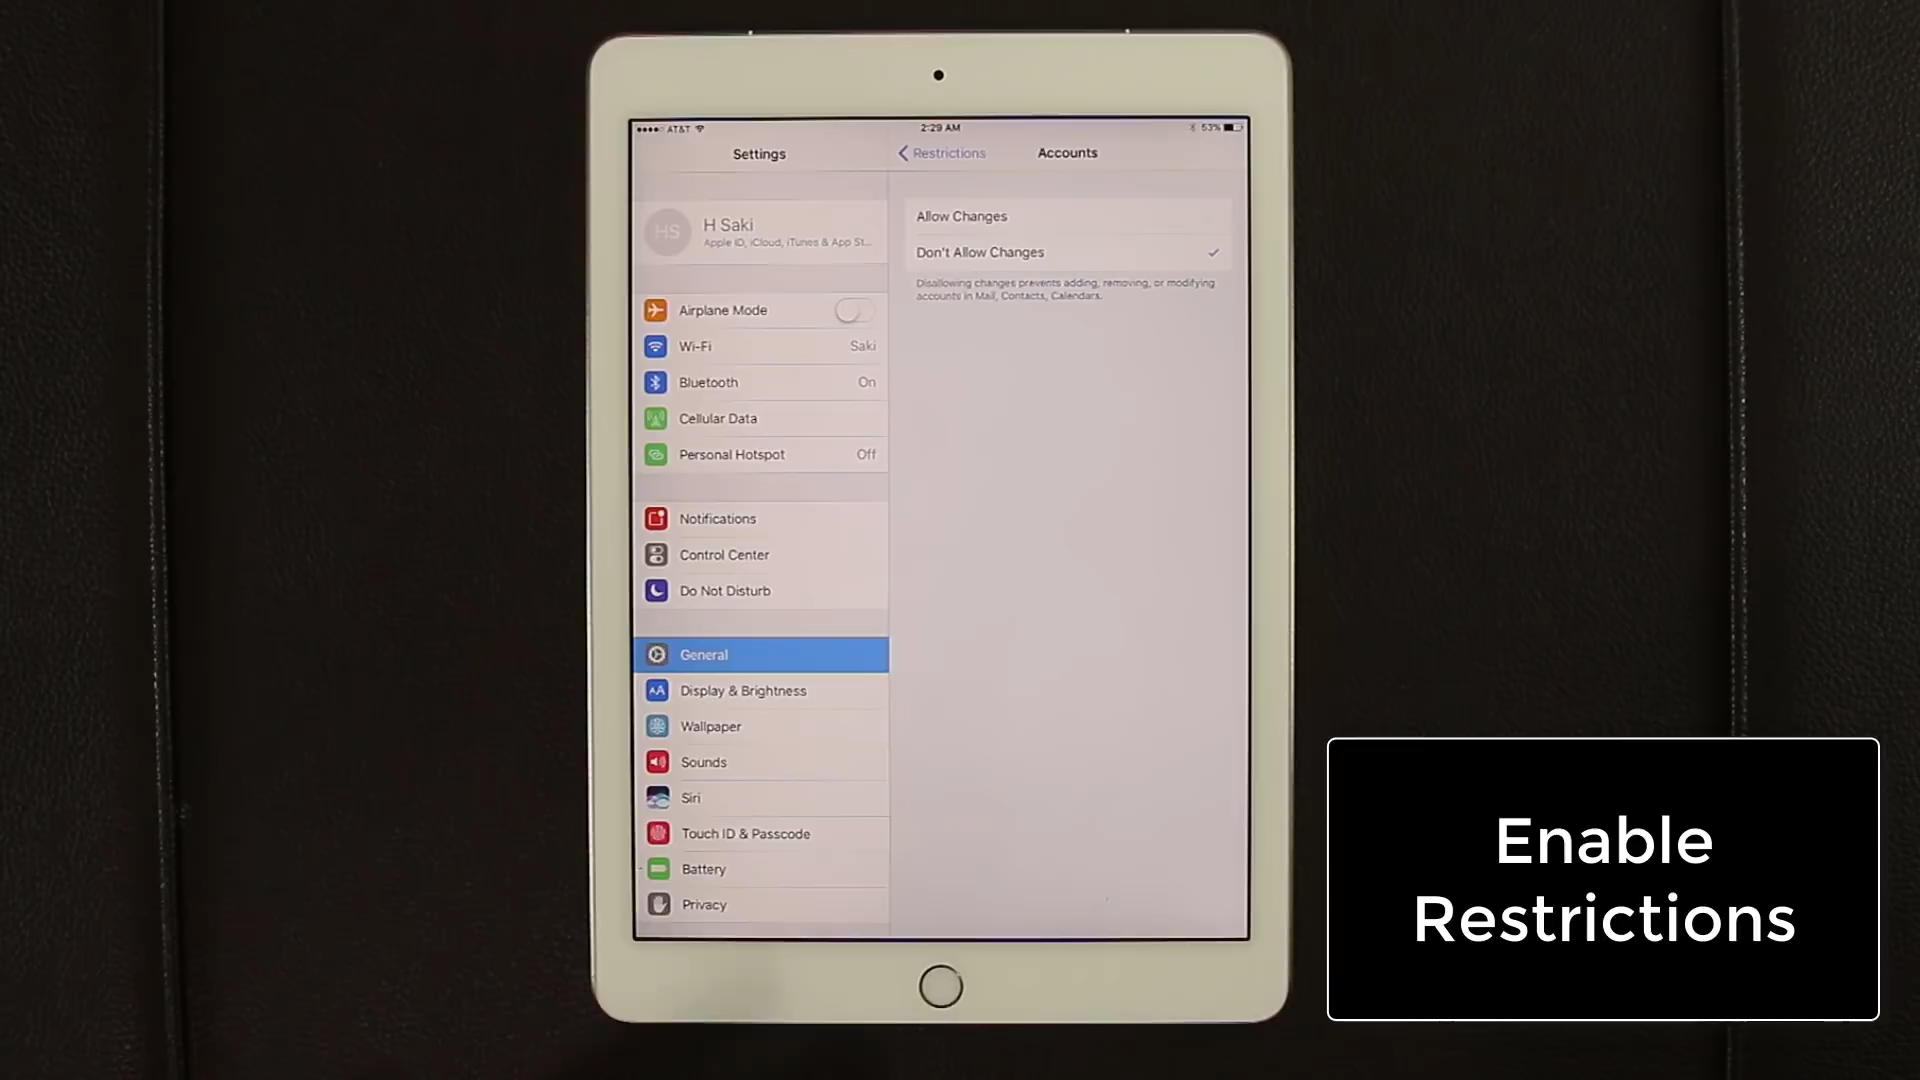 AT&T
2:29 AM
53%
Settings
Restrictions
Accounts
HS
H Saki
Apple ID, iCloud, iTunes & App St...
Airplane Mode
Wi-Fi
Saki
Bluetooth
On
Cellular Data
Personal Hotspot
Off
Notifications
Control Center
Do Not Disturb
General
AA
Display & Brightness
Wallpaper
Sounds
Siri
Touch ID & Passcode
Battery
Privacy
Allow Changes
Don't Allow Changes
Disallowing changes prevents adding, removing, or modifying
accounts in Mail, Contacts, Calendars.
Enable
Restrictions